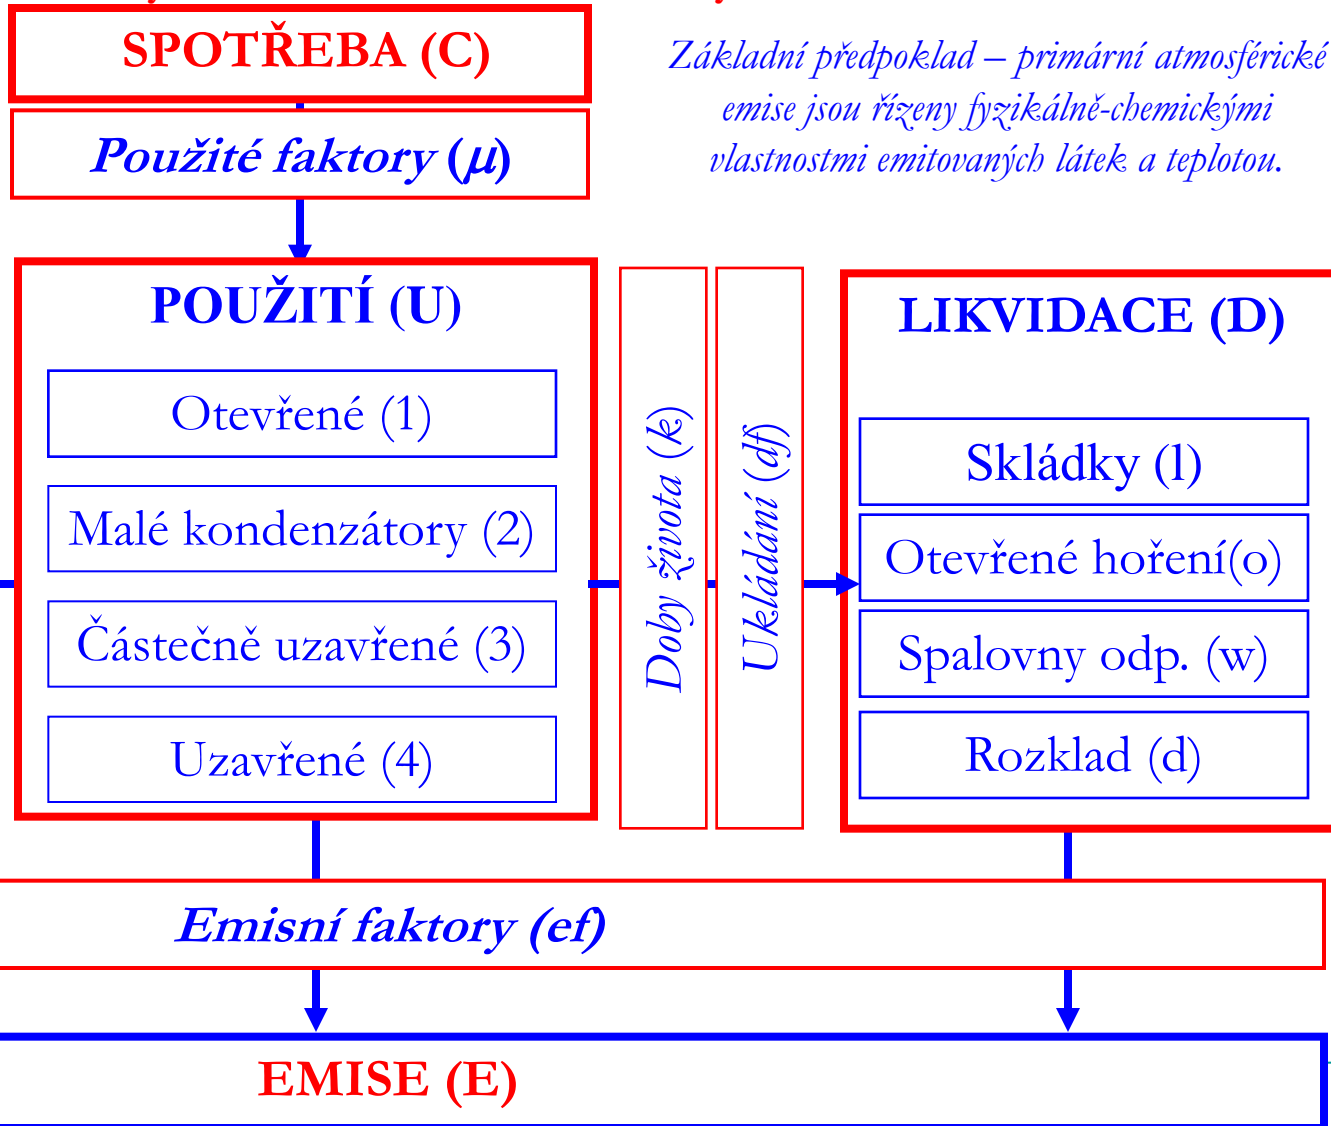 SPOTŘEBA (C)
Použité faktory (μ)
Základní předpoklad – primární atmosférické
emise jsou řízeny fyzikálně-chemickými
vlastnostmi emitovaných látek a teplotou.
POUŽITÍ (U)
Otevřené (1)
Malé kondenzátory (2)
Částečně uzavřené (3)
Uzavřené (4)
Doby života (k)
Ukládání (df)
LIKVIDACE (D)
Skládky (l)
Otevřené hoření(o)
Spalovny odp. (w)
Rozklad (d)
Emisní faktory (ef)
EMISE (E)